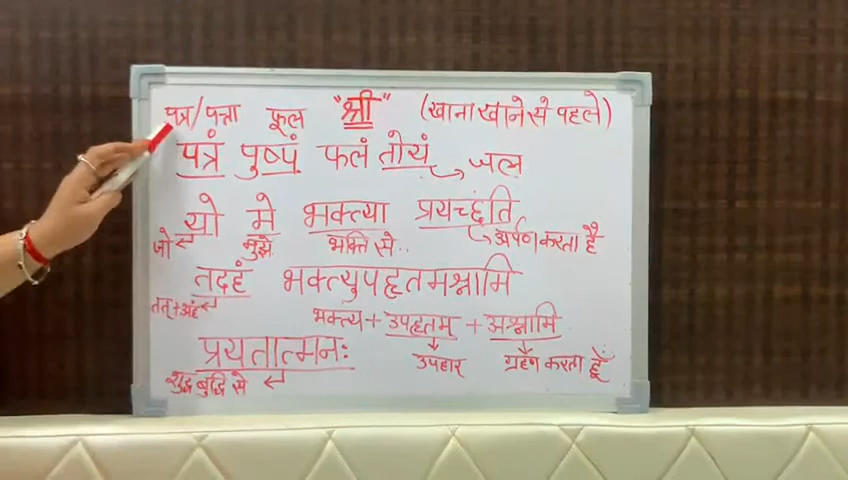 पत्र/पत्ता फूल "श्री" (खाना खाने से पहले)
पत्रं पुष्पं फलं तोयं जल
यो मे भक्त्या प्रयच्छति
जो मुझे भक्ति से.. अर्पण करता है
तदहं भक्त्युपहृतमश्नामि
तत्+अहं भक्त्य + उपहृतम् + अश्नामि
उपहार ग्रहण करता हूँ
प्रयतात्मनः
शुद्ध बुद्धि से